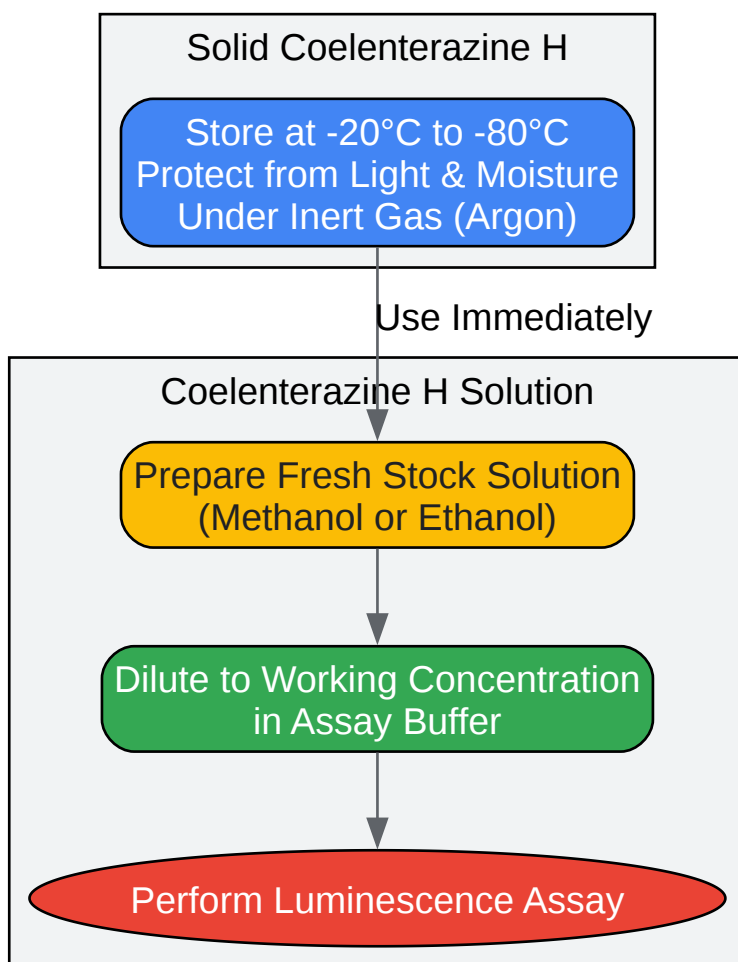 Solid Coelenterazine H
Store at -20°C to -80°C
Protect from Light & Moisture
Under Inert Gas (Argon)
Use Immediately
Coelenterazine H Solution
Prepare Fresh Stock Solution
(Methanol or Ethanol)
Dilute to Working Concentration
in Assay Buffer
Perform Luminescence Assay